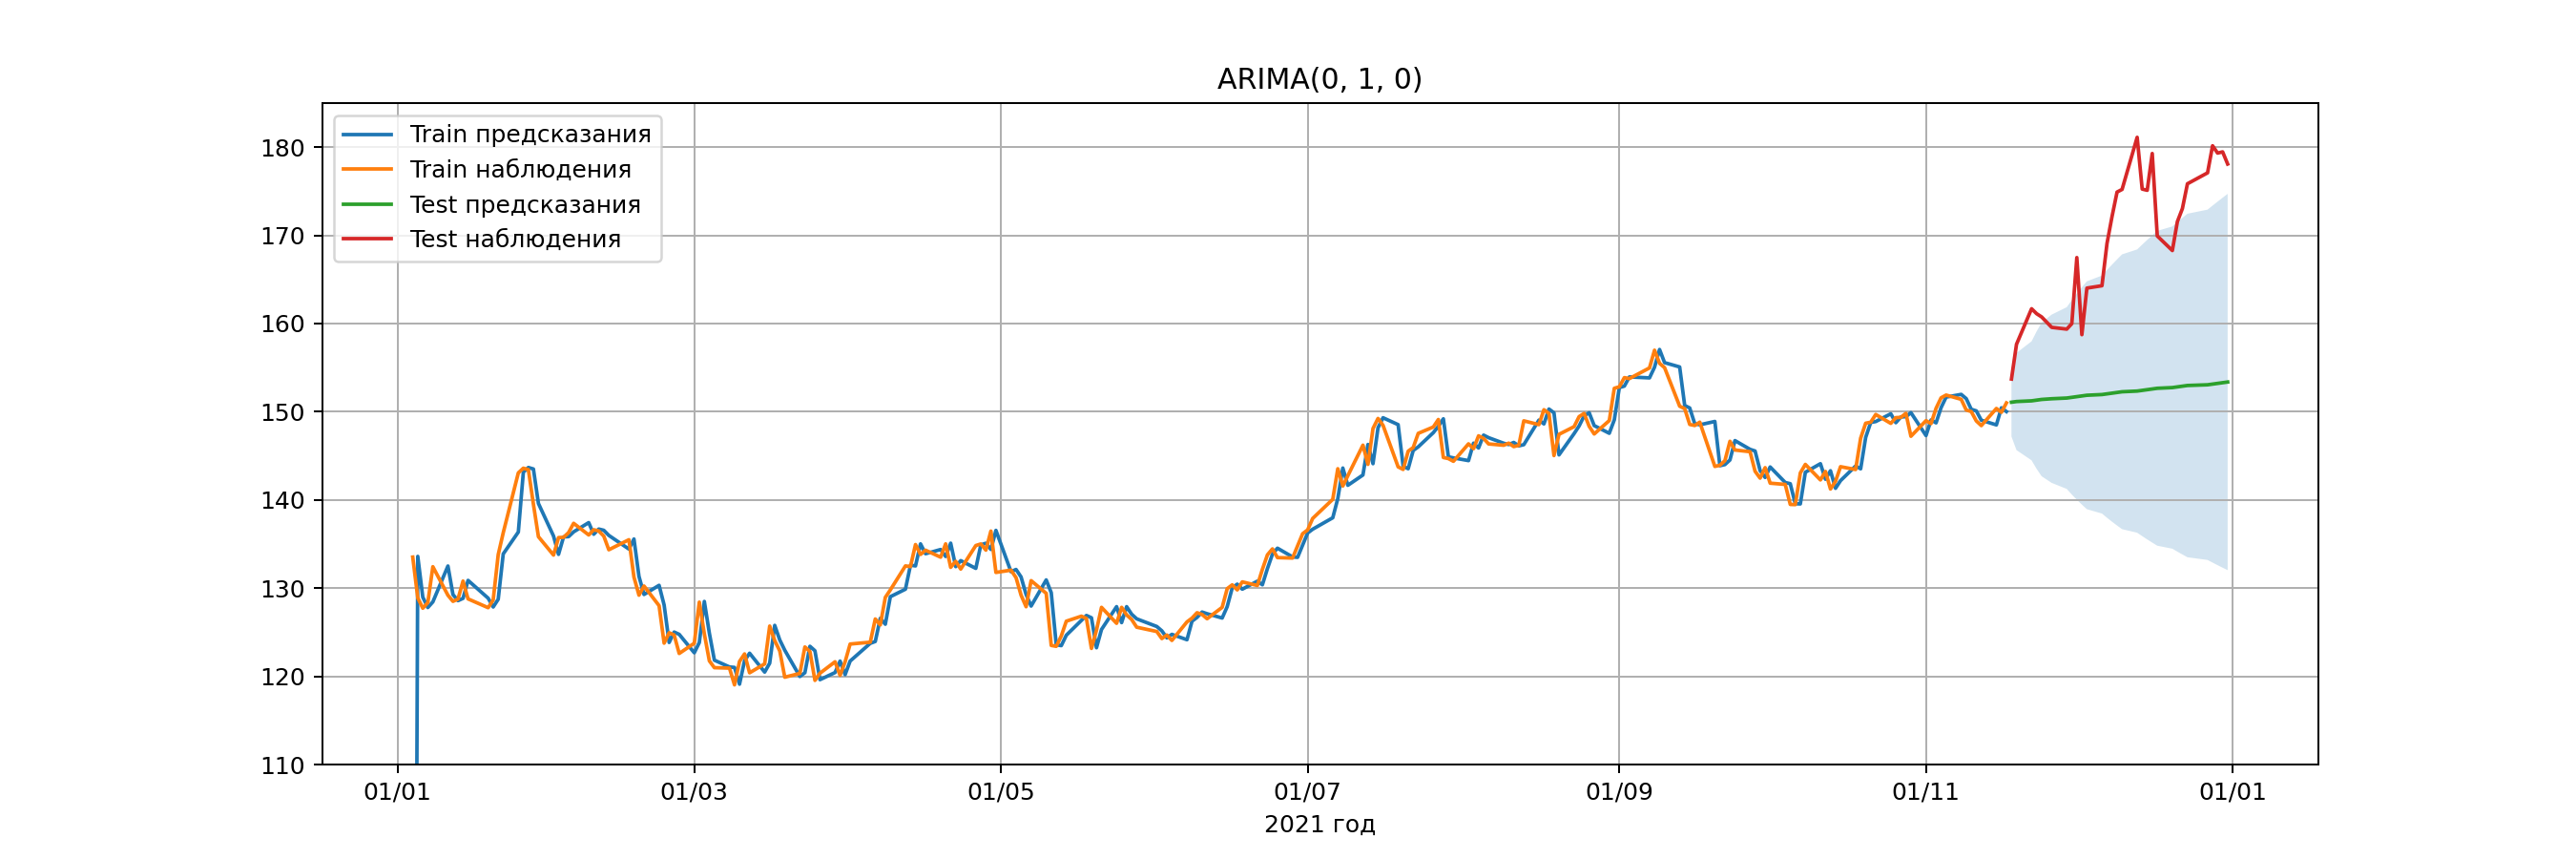 ARIMA(0, 1, 0)
Train предсказания
Train наблюдения
Test предсказания
Test наблюдения
180
170
160
150
140
130
120
110
01/01
01/03
01/05
01/07
01/09
01/11
01/01
2021 год